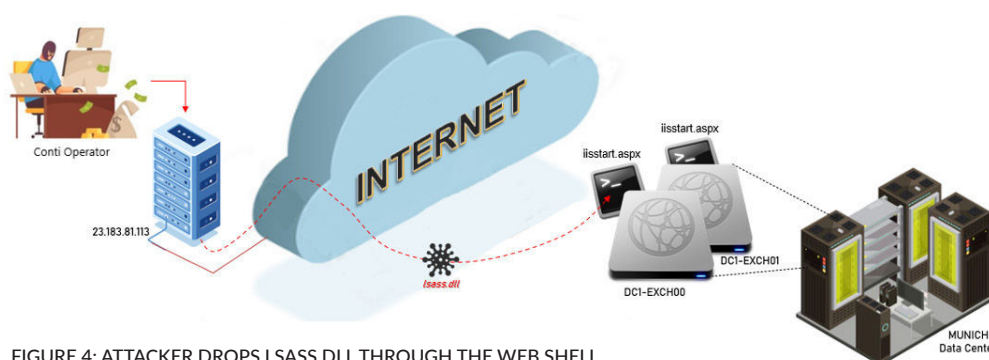 INTERNET
Conti Operator
23.183.81.113
lsass.dll
iisstart.aspx
iisstart.aspx
DC1-EXCH01
DC1-EXCH00
MUNICH
Data Cente
FIGURE 4: ATTACKER DROPS LSASS.DLL THROUGH THE WEB SHELL